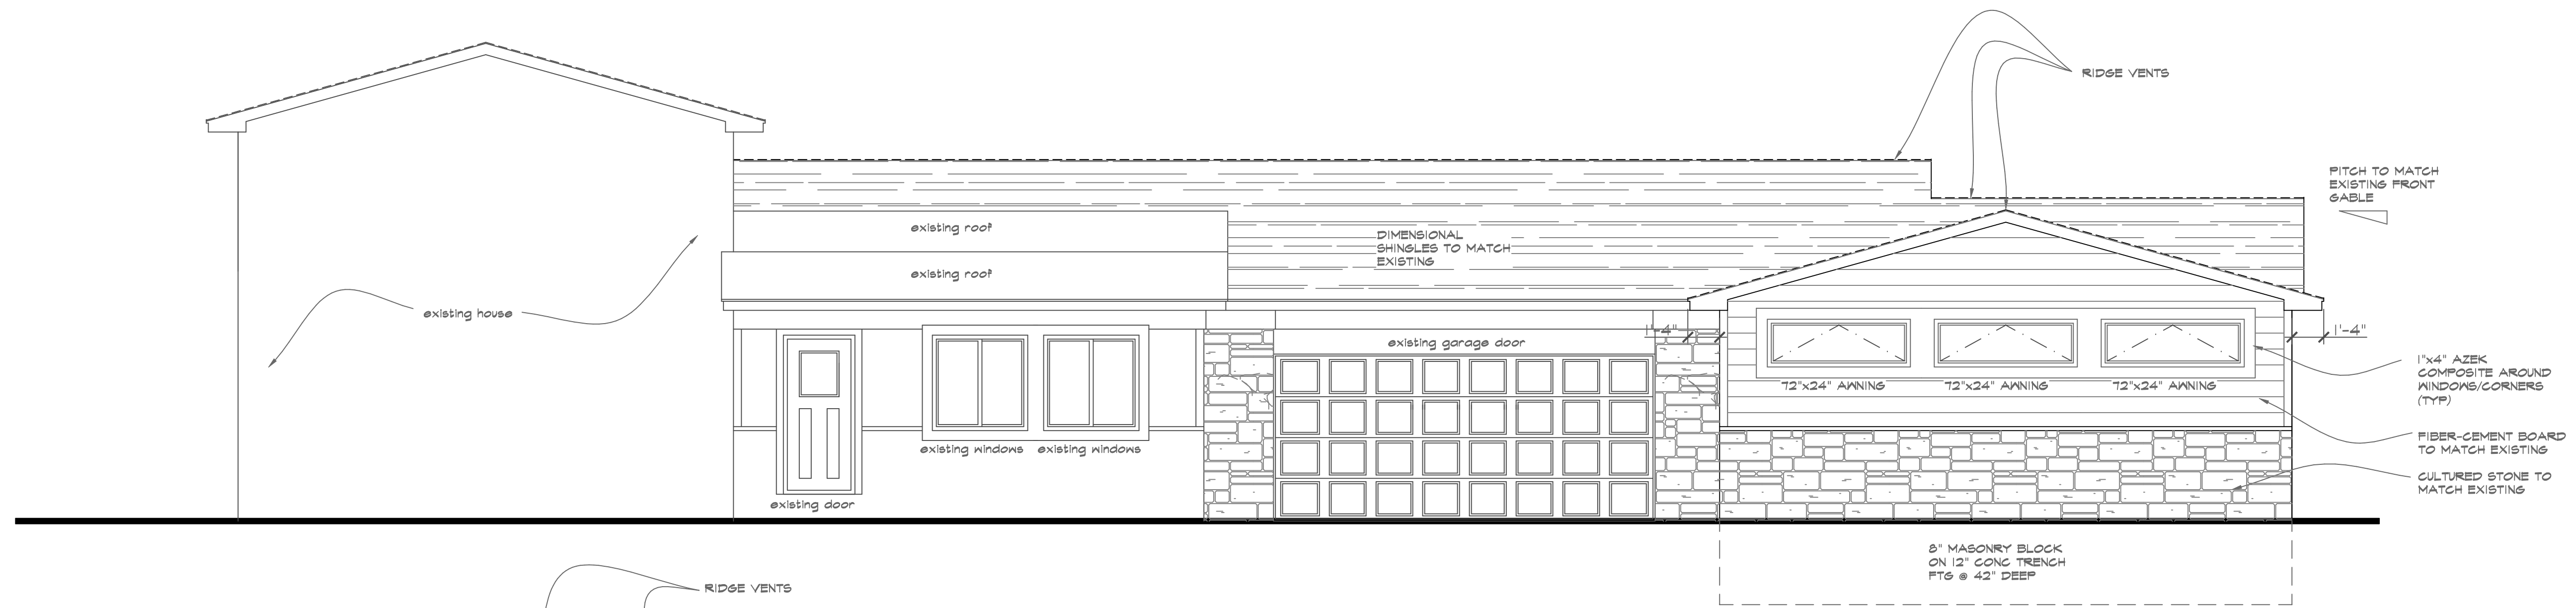 RIDGE VENTS
PITCH TO MATCH
EXISTING FRONT
GABLE
existing roof
DIMENSIONAL
SHINGLES TO MATCH
EXISTING
existing roof
existing house
1'-4"
1'-4"
existing garage door
1"x4" AZEK
COMPOSITE AROUND
WINDOWS/CORNERS
(TYP)
72"x24" AWNING
72"x24" AWNING
72"x24" AWNING
FIBER-CEMENT BOARD
TO MATCH EXISTING
existing windows
existing windows
CULTURED STONE TO
MATCH EXISTING
existing door
8" MASONRY BLOCK
ON 12" CONC TRENCH
FTG @ 42" DEEP
RIDGE VENTS